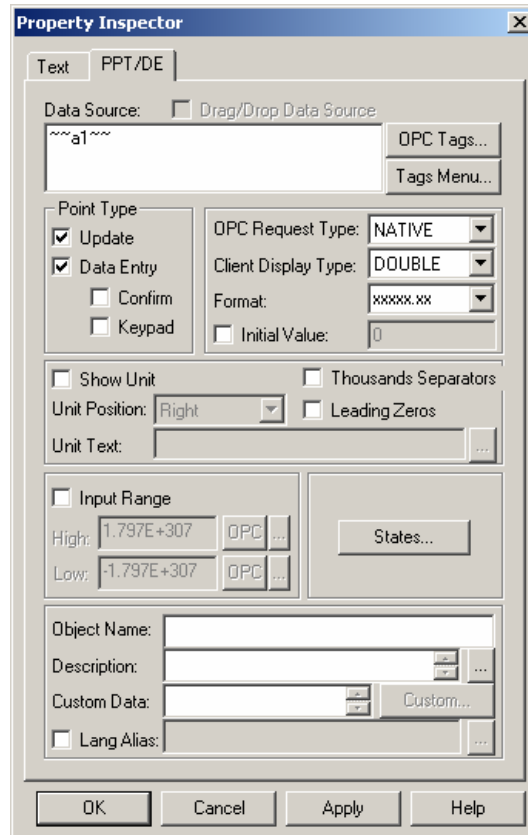 Property Inspector
Text PPT/DE
Data Source: Drag/Drop Data Source
~~a1~~ OPC Tags...
Tags Menu...
Point Type
Update
Data Entry
Confirm
Keypad
OPC Request Type: NATIVE
Client Display Type: DOUBLE
Format: xxxxx.xx
Initial Value: 0
Show Unit Thousands Separators
Unit Position: Right Leading Zeros
Unit Text: ...
Input Range
High: 1.797E+307 OPC ...
Low: -1.797E+307 OPC ...
States...
Object Name:
Description: ...
Custom Data: Custom...
Lang Alias: ...
OK Cancel Apply Help